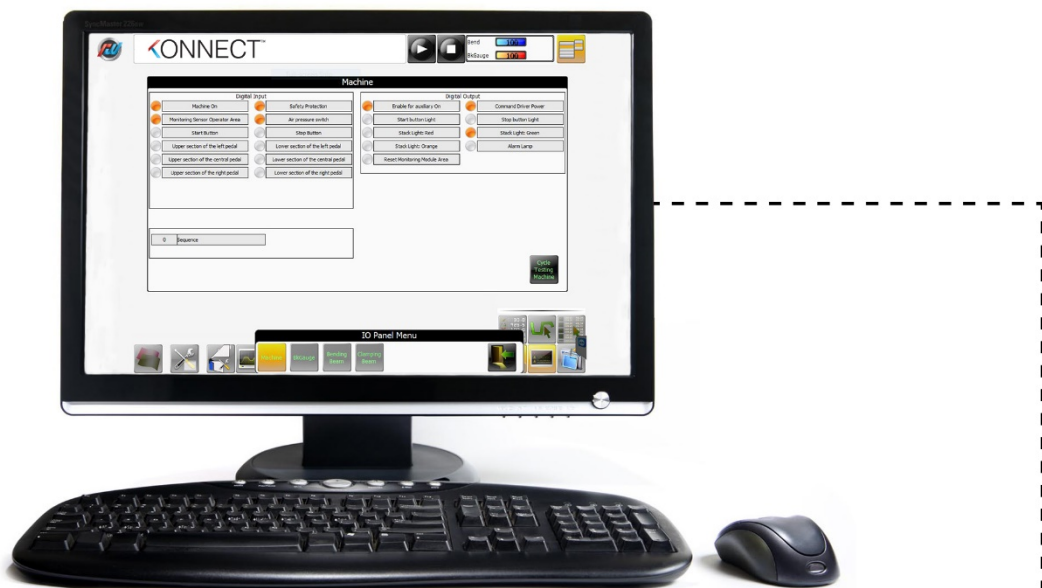 KONNECT™
Bend 100
BkGauge 100
Machine
Digital Input
Digital Output
Machine On
Safety Protection
Enable for auxiliary On
Command Driver Power
Monitoring Sensor Operator Area
Air pressure switch
Start button Light
Stop button Light
Start Button
Stop Button
Stack Light: Red
Stack Light: Green
Upper section of the left pedal
Lower section of the left pedal
Stack Light: Orange
Alarm Lamp
Upper section of the central pedal
Lower section of the central pedal
Reset Monitoring Module Area
Upper section of the right pedal
Lower section of the right pedal
0 Sequence
Cycle
Testing
Machine
IO Panel Menu
Machine
BkGauge
Bending
Beam
Clamping
Beam